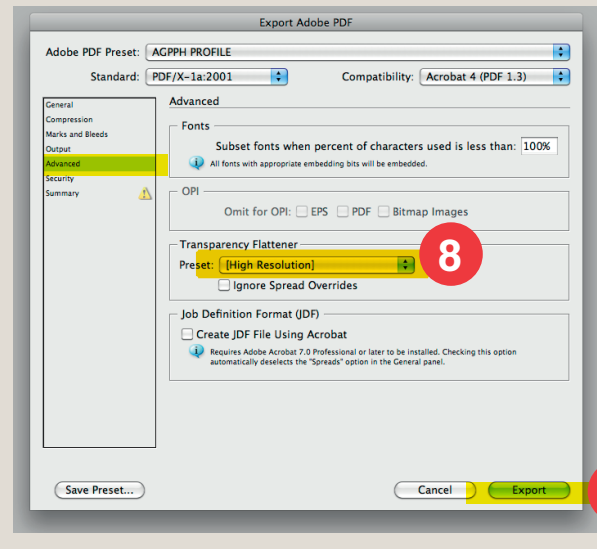 Export Adobe PDF
Adobe PDF Preset: AGPPH PROFILE
Standard: PDF/X-1a:2001 Compatibility: Acrobat 4 (PDF 1.3)
General
Compression
Marks and Bleeds
Output
Advanced
Security
Summary
Advanced
Fonts
Subset fonts when percent of characters used is less than: 100%
All fonts with appropriate embedding bits will be embedded.
OPI
Omit for OPI: EPS PDF Bitmap Images
Transparency Flattener
Preset: [High Resolution]
8
Ignore Spread Overrides
Job Definition Format (JDF)
Create JDF File Using Acrobat
Requires Adobe Acrobat 7.0 Professional or later to be installed. Checking this option
automatically deselects the "Spreads" option in the General panel.
Save Preset... Cancel Export